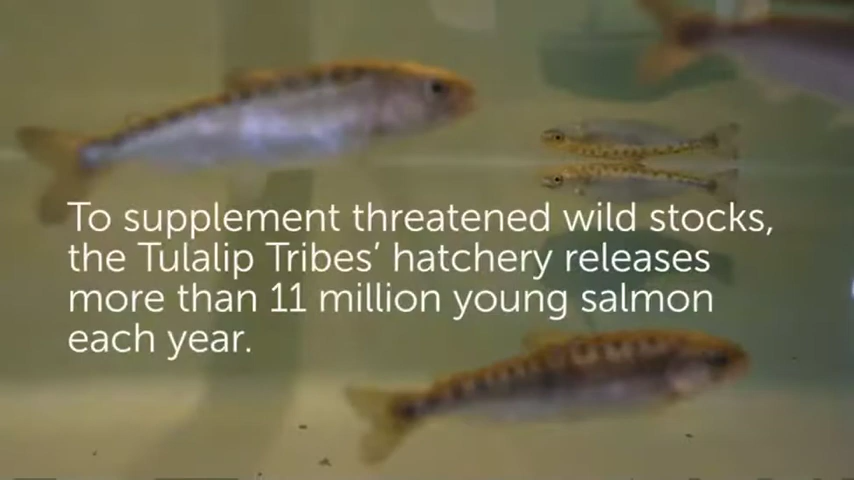 To supplement threatened wild stocks,
the Tulalip Tribes’ hatchery releases
more than 11 million young salmon
each year.